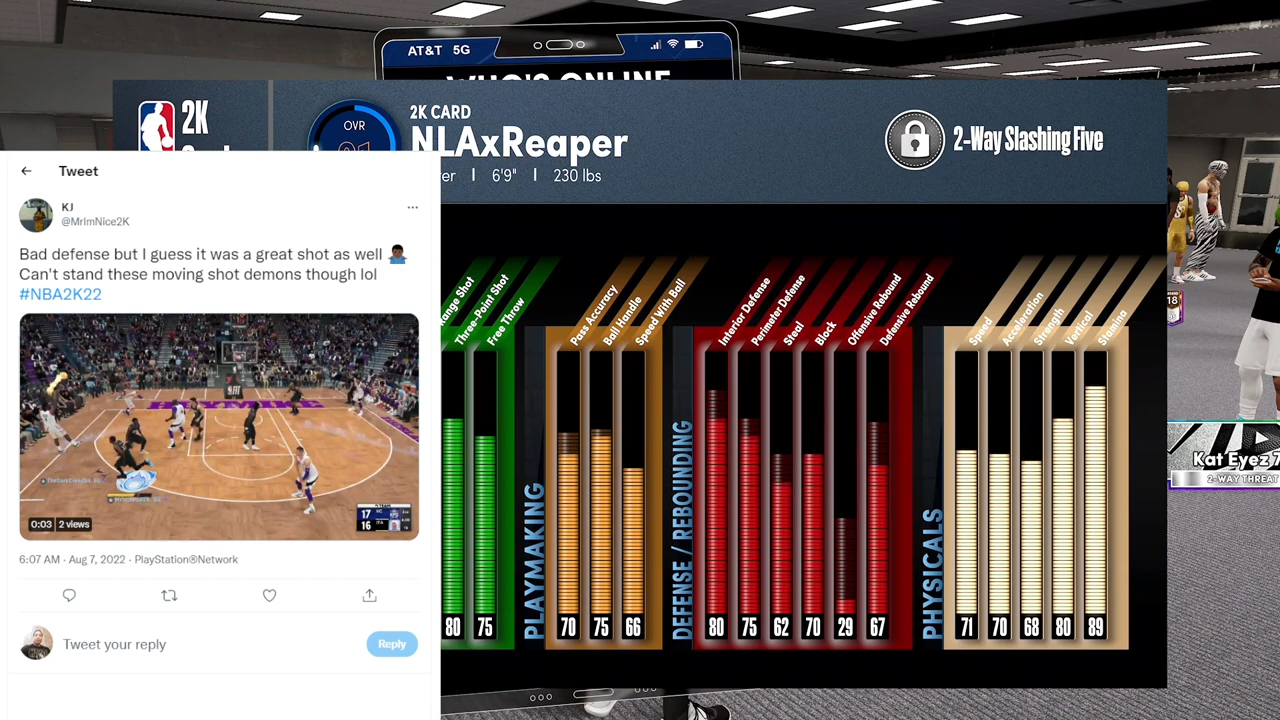 AT&T 5G
WHO'S ONLINE
2K
OVR
2K CARD
NLAxReaper
6'9" | 230 lbs
2-Way Slashing Five
Tweet
KJ
@MrImNice2K
Bad defense but I guess it was a great shot as well
Can't stand these moving shot demons though lol
#NBA2K22
17
16
0:03 2 views
6:07 AM · Aug 7, 2022 · PlayStation®Network
Tweet your reply
Reply
Three-Point Shot
Free Throw
80 75
PLAYMAKING
Pass Accuracy
Ball Handle
Speed With Ball
70 75 66
DEFENSE / REBOUNDING
Interior Defense
Perimeter Defense
Steal
Block
Offensive Rebound
Defensive Rebound
80 75 62 70 29 67
PHYSICALS
Speed
Acceleration
Strength
Vertical
Stamina
71 70 68 80 89
18
Kat Eyez
2-WAY THREAT